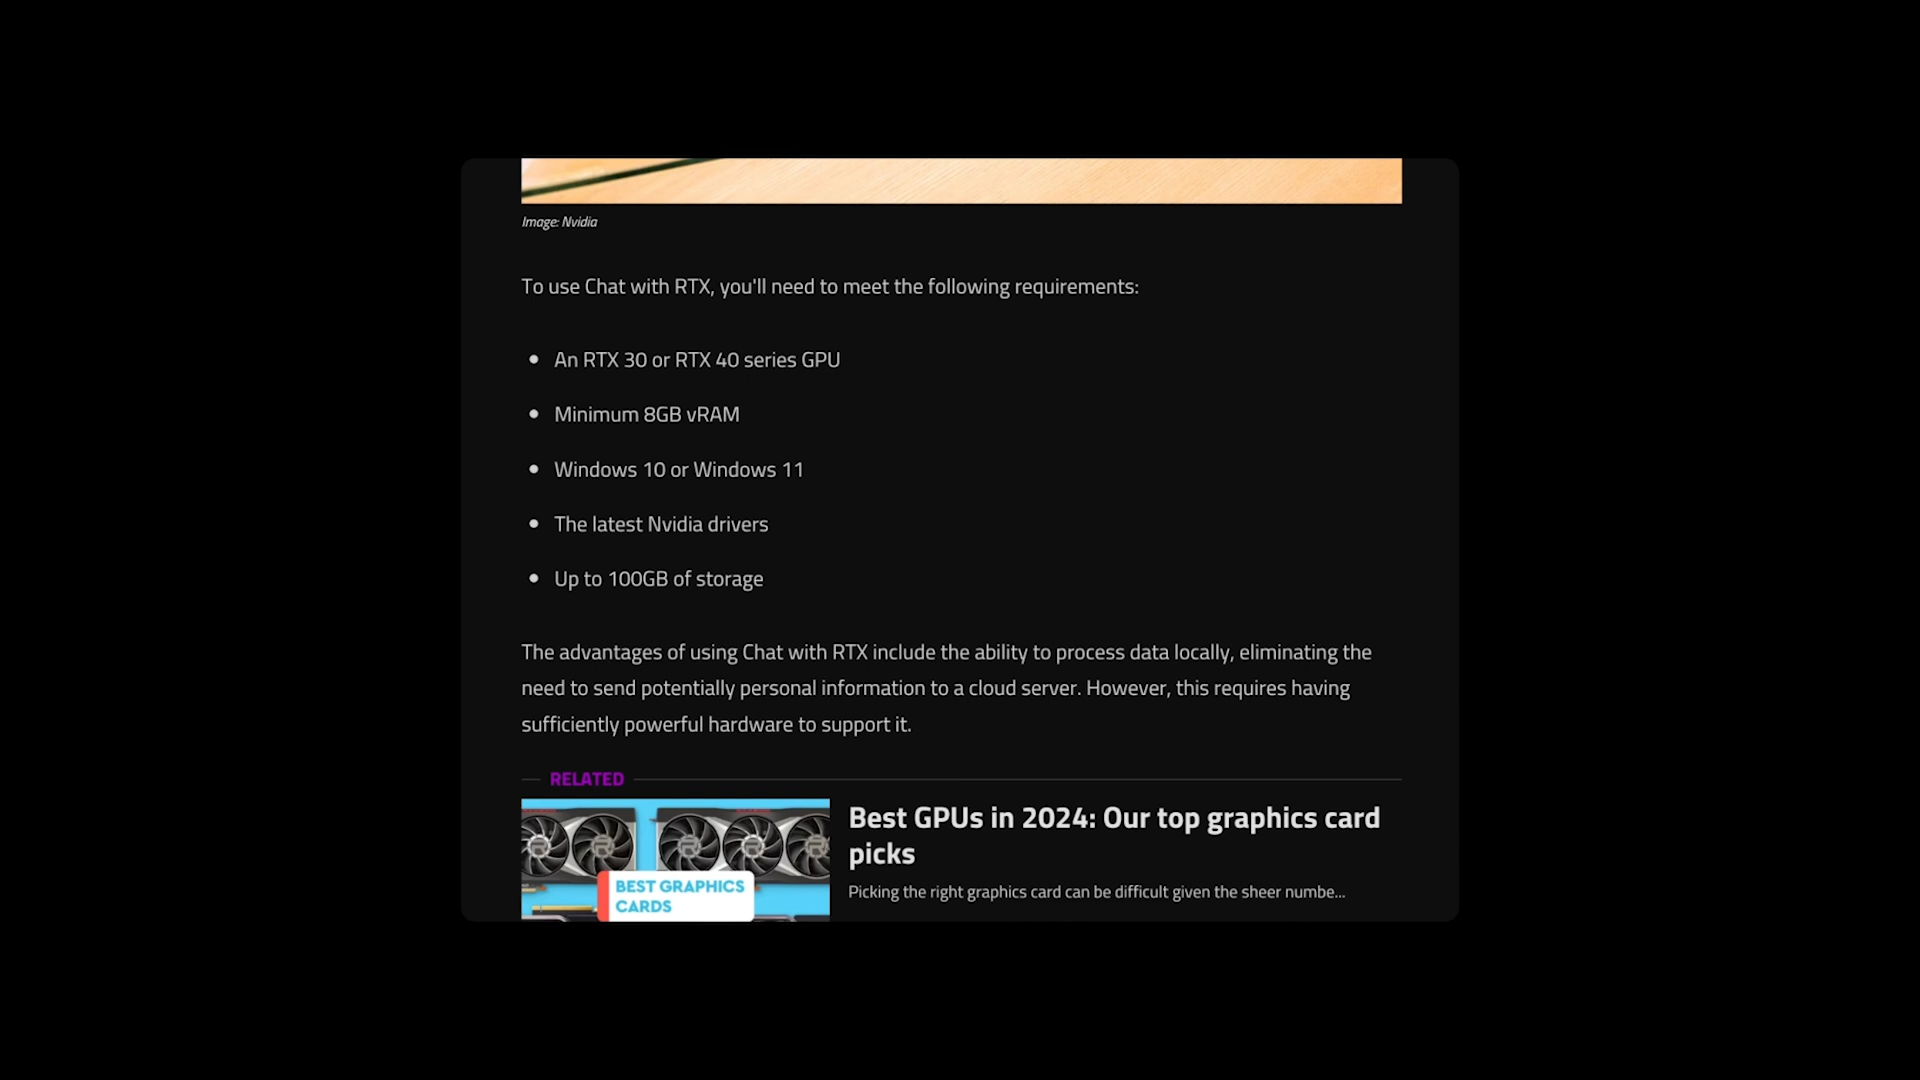 Image: Nvidia
To use Chat with RTX, you'll need to meet the following requirements:
• An RTX 30 or RTX 40 series GPU
• Minimum 8GB vRAM
• Windows 10 or Windows 11
• The latest Nvidia drivers
• Up to 100GB of storage
The advantages of using Chat with RTX include the ability to process data locally, eliminating the
need to send potentially personal information to a cloud server. However, this requires having
sufficiently powerful hardware to support it.
RELATED
BEST GRAPHICS
CARDS
Best GPUs in 2024: Our top graphics card
picks
Picking the right graphics card can be difficult given the sheer numbe...